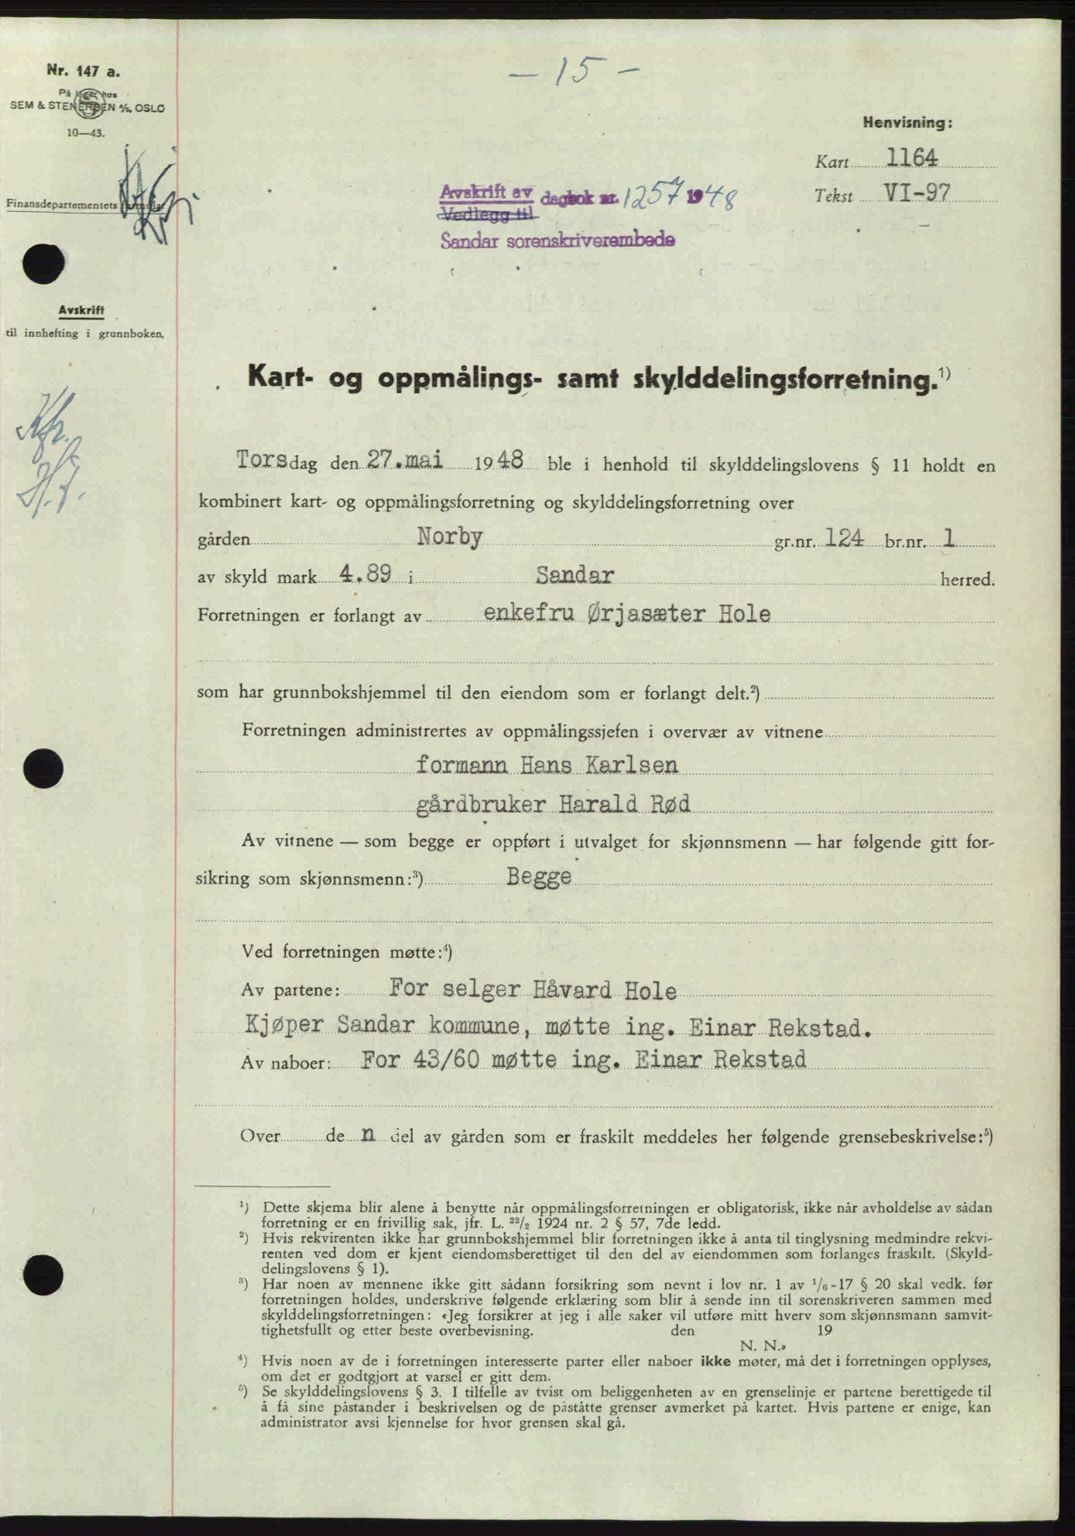 Nr. 147 a.
På lager hos
SEM & STENERSEN A/S, OSLO
10—43.
Finansdepartementets
Avskrift
til innhefting i grunnboken.
Kfr.
H.J.
— 15 —
Henvisning:
Kart 1164
Tekst VI-97
Avskrift av dagbok nr. 1257 1948
Vedlegg til
Sandar sorenskriverembede
Kart- og oppmålings- samt skylddelingsforretning.¹)
Torsdag den 27.mai 1948 ble i henhold til skylddelingslovens § 11 holdt en
kombinert kart- og oppmålingsforretning og skylddelingsforretning over
gården Norby gr.nr. 124 br.nr. 1
av skyld mark 4.89 i Sandar herred.
Forretningen er forlangt av enkefru Ørjasæter Hole
som har grunnbokshjemmel til den eiendom som er forlangt delt.²)
Forretningen administrertes av oppmålingssjefen i overvær av vitnene
formann Hans Karlsen
gårdbruker Harald Rød
Av vitnene — som begge er oppført i utvalget for skjønnsmenn — har følgende gitt for-
sikring som skjønnsmenn:³) Begge
Ved forretningen møtte:⁴)
Av partene: For selger Håvard Hole
Kjøper Sandar kommune, møtte ing. Einar Rekstad.
Av naboer: For 43/60 møtte ing. Einar Rekstad
Over de n del av gården som er fraskilt meddeles her følgende grensebeskrivelse:⁵)
¹) Dette skjema blir alene å benytte når oppmålingsforretningen er obligatorisk, ikke når avholdelse av sådan
forretning er en frivillig sak, jfr. L. 22/2 1924 nr. 2 § 57, 7de ledd.
²) Hvis rekvirenten ikke har grunnbokshjemmel blir forretningen ikke å anta til tinglysning medmindre rekvi-
renten ved dom er kjent eiendomsberettiget til den del av eiendommen som forlanges fraskilt. (Skyld-
delingslovens § 1).
³) Har noen av mennene ikke gitt sådann forsikring som nevnt i lov nr. 1 av 1/6-17 § 20 skal vedk. før
forretningen holdes, underskrive følgende erklæring som blir å sende inn til sorenskriveren sammen med
skylddelingsforretningen: «Jeg forsikrer at jeg i alle saker vil utføre mitt hverv som skjønnsmann samvit-
tighetsfullt og etter beste overbevisning. den 19
N. N.»
⁴) Hvis noen av de i forretningen interesserte parter eller naboer ikke møter, må det i forretningen opplyses,
om det er godtgjort at varsel er gitt dem.
⁵) Se skylddelingslovens § 3. I tilfelle av tvist om beliggenheten av en grenselinje er partene berettigede til
å få sine påstander i beskrivelsen og de påståtte grenser avmerket på kartet. Hvis partene er enige, kan
administrator avsi kjennelse for hvor grensen skal gå.